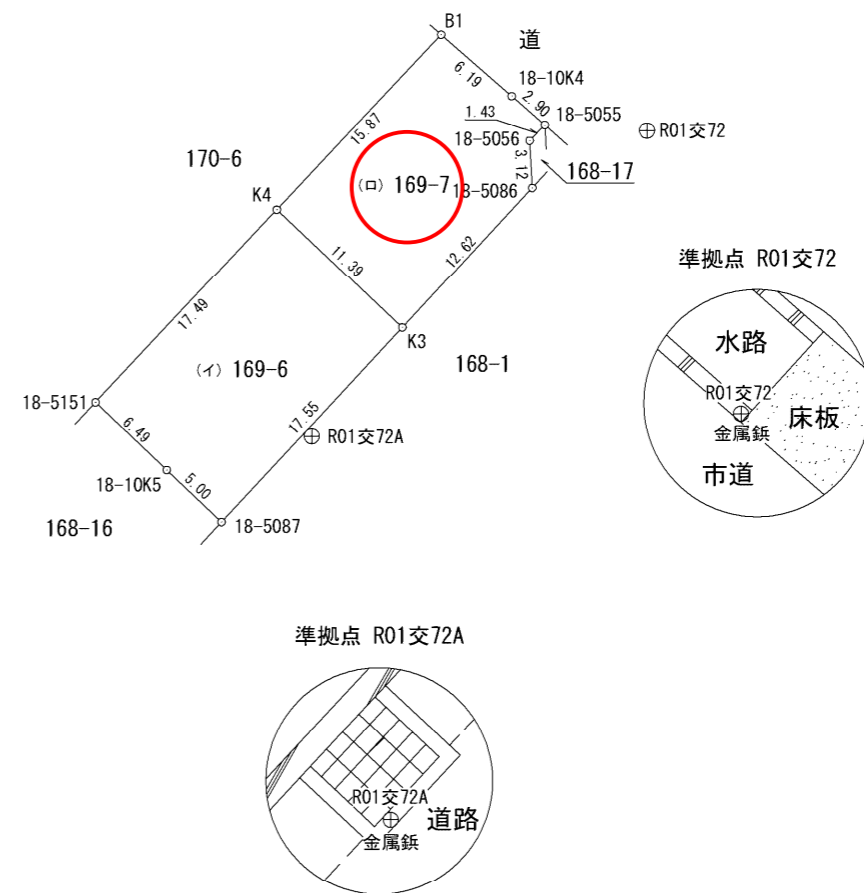 B1
道
6.19
18-10K4
2.90
18-5055
1.43
18-5056
R01交72
15.87
3.12
168-17
170-6
(ロ) 169-7
18-5086
K4
11.39
12.62
準拠点 R01交72
17.49
K3
水路
168-1
(イ) 169-6
R01交72
床板
金属鋲
18-5151
17.55
R01交72A
市道
6.49
18-10K5
5.00
168-16
18-5087
準拠点 R01交72A
R01交72A
道路
金属鋲